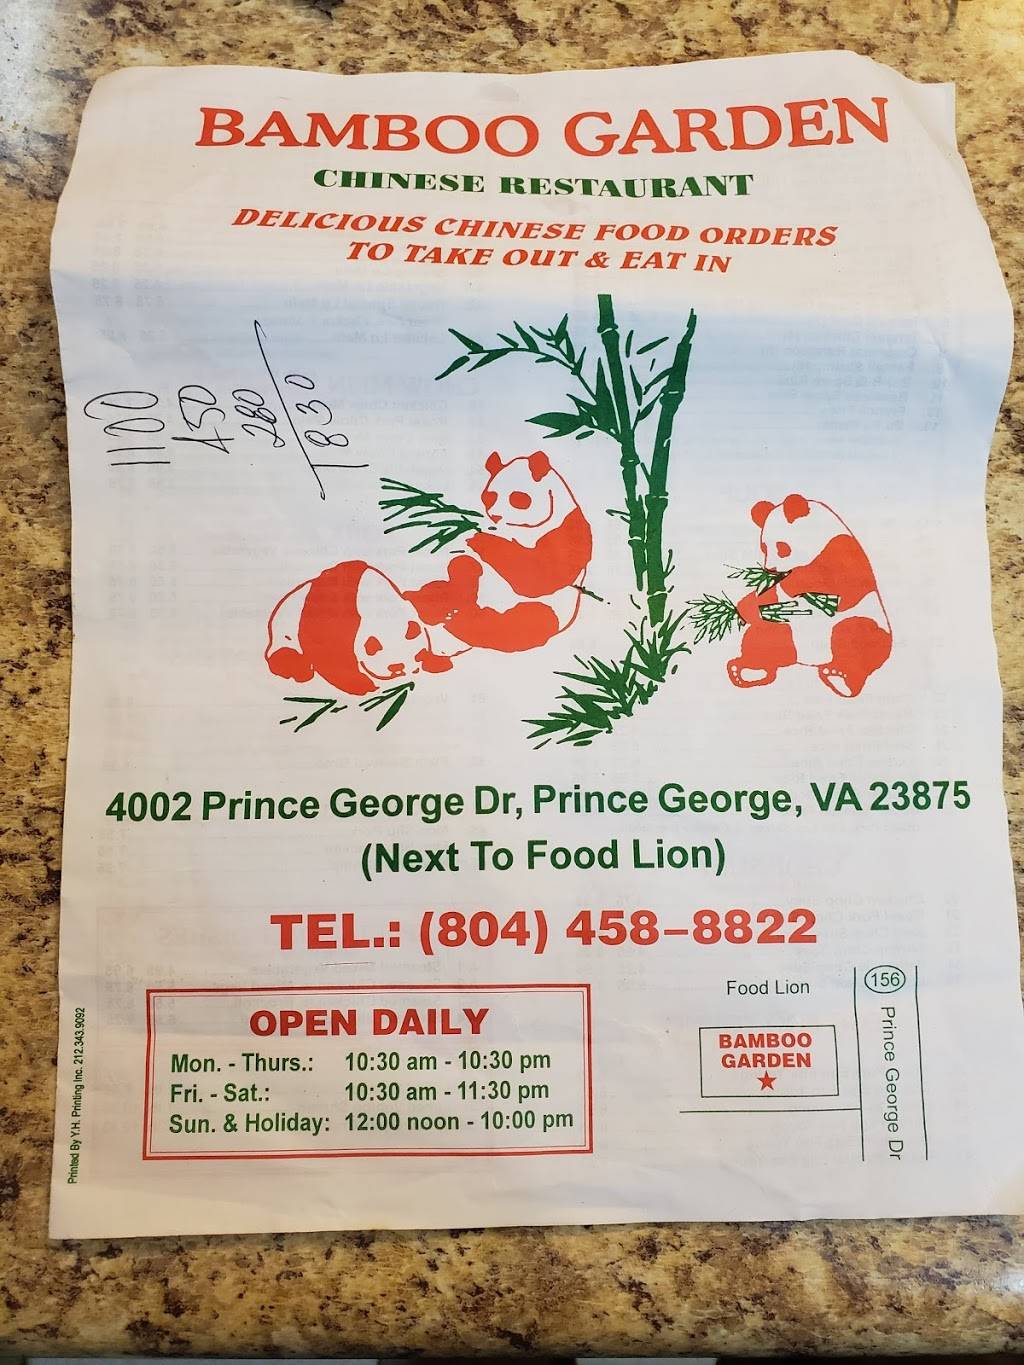 BAMBOO GARDEN
CHINESE RESTAURANT
DELICIOUS CHINESE FOOD ORDERS
TO TAKE OUT & EAT IN
1100
450
280
1830
4002 Prince George Dr, Prince George, VA 23875
(Next To Food Lion)
TEL.: (804) 458-8822
OPEN DAILY
Mon. - Thurs.: 10:30 am - 10:30 pm
Fri. - Sat.: 10:30 am - 11:30 pm
Sun. & Holiday: 12:00 noon - 10:00 pm
Food Lion
BAMBOO
GARDEN
156
Prince George Dr
Printed By Y.H. Printing Inc. 212.343.9092